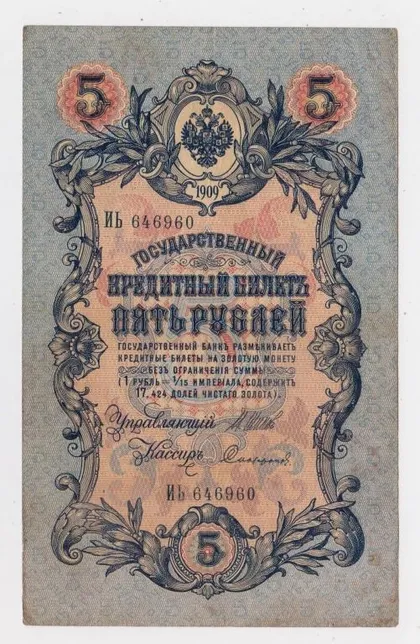 5 5
1909
ИЬ 646960
ГОСУДАРСТВЕННЫЙ
КРЕДИТНЫЙ БИЛЕТЪ
ПЯТЬ РУБЛЕЙ
ГОСУДАРСТВЕННЫЙ БАНКЪ РАЗМѢНИВАЕТЪ
КРЕДИТНЫЕ БИЛЕТЫ НА ЗОЛОТУЮ МОНЕТУ
БЕЗЪ ОГРАНИЧЕНІЯ СУММЫ
(1 РУБЛЬ = 1/15 ИМПЕРІАЛА, СОДЕРЖИТЪ
17,424 ДОЛЕЙ ЧИСТАГО ЗОЛОТА).
Управляющій
Кассиръ
ИЬ 646960
5